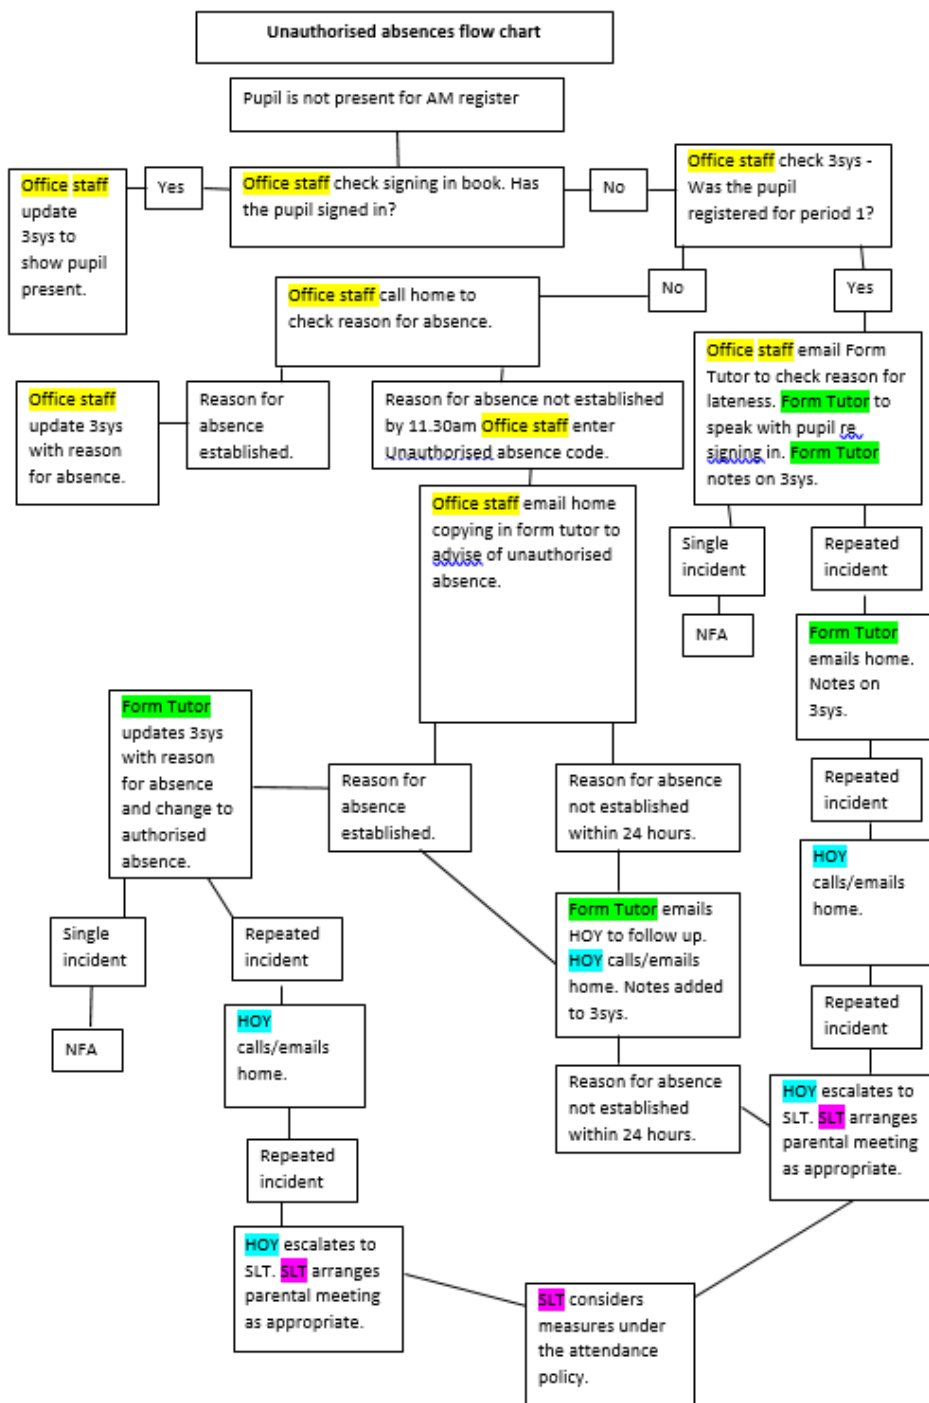 Unauthorised absences flow chart
Pupil is not present for AM register
Office staff
update
3sys to
show pupil
present.
Yes
Office staff check signing in book. Has
the pupil signed in?
No
Office staff check 3sys -
Was the pupil
registered for period 1?
No
Yes
Office staff call home to
check reason for absence.
Office staff email Form
Tutor to check reason for
lateness. Form Tutor to
speak with pupil re
signing in. Form Tutor
notes on 3sys.
Office staff
update 3sys
with reason
for absence.
Reason for
absence
established.
Reason for absence not established
by 11.30am Office staff enter
Unauthorised absence code.
Office staff email home
copying in form tutor to
advise of unauthorised
absence.
Single
incident
Repeated
incident
NFA
Form Tutor
emails home.
Notes on
3sys.
Form Tutor
updates 3sys
with reason
for absence
and change to
authorised
absence.
Reason for
absence
established.
Reason for absence
not established
within 24 hours.
Repeated
incident
HOY
calls/emails
home.
Single
incident
Repeated
incident
Form Tutor emails
HOY to follow up.
HOY calls/emails
home. Notes added
to 3sys.
Repeated
incident
NFA
HOY
calls/emails
home.
Reason for absence
not established
within 24 hours.
HOY escalates to
SLT. SLT arranges
parental meeting
as appropriate.
Repeated
incident
HOY escalates to
SLT. SLT arranges
parental meeting
as appropriate.
SLT considers
measures under
the attendance
policy.